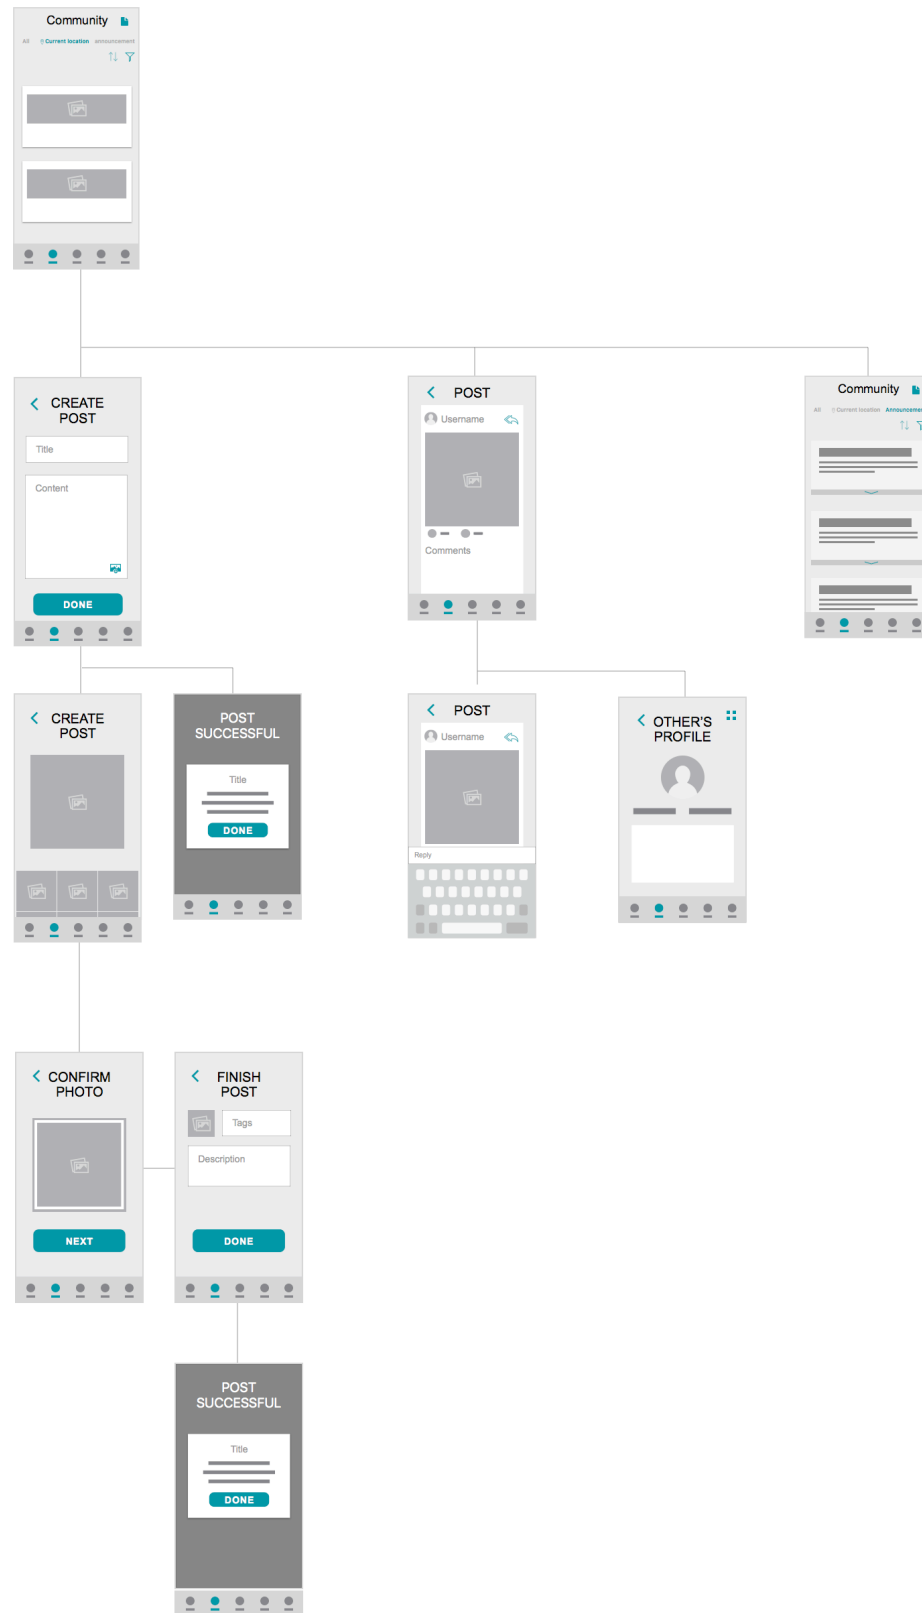 Community
All Current location announcement
CREATE
POST
Title
Content
DONE
POST
Username
Comments
Community
All Current location Announcemen
CREATE
POST
POST
SUCCESSFUL
Title
DONE
POST
Username
Reply
OTHER'S
PROFILE
CONFIRM
PHOTO
NEXT
FINISH
POST
Tags
Description
DONE
POST
SUCCESSFUL
Title
DONE